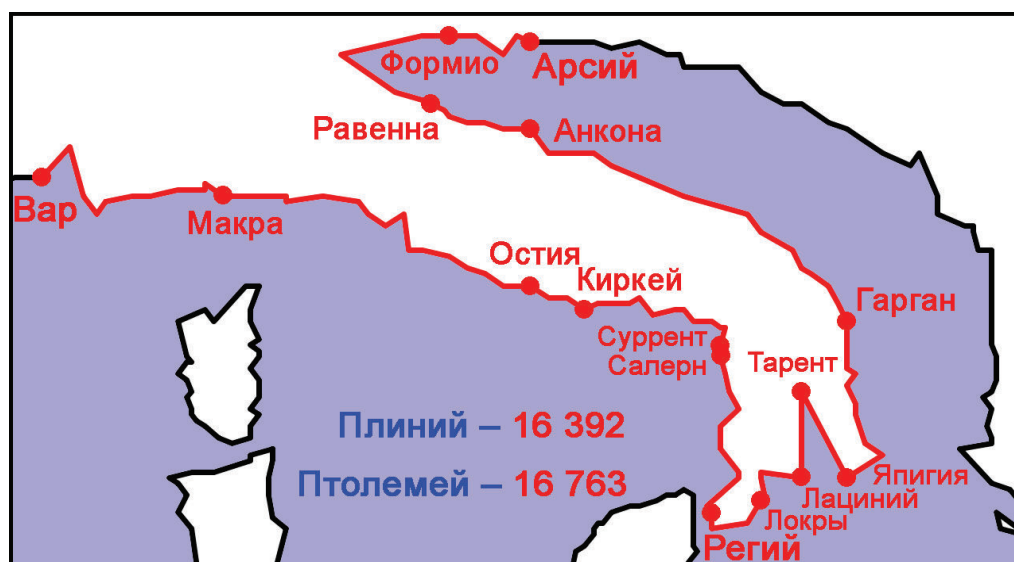 Формио
Арсий
Равенна
Анкона
Вар
Макра
Остия
Киркей
Гарган
Суррент
Салерн
Тарент
Плиний – 16 392
Птолемей – 16 763
Япигия
Лациний
Локры
Регий